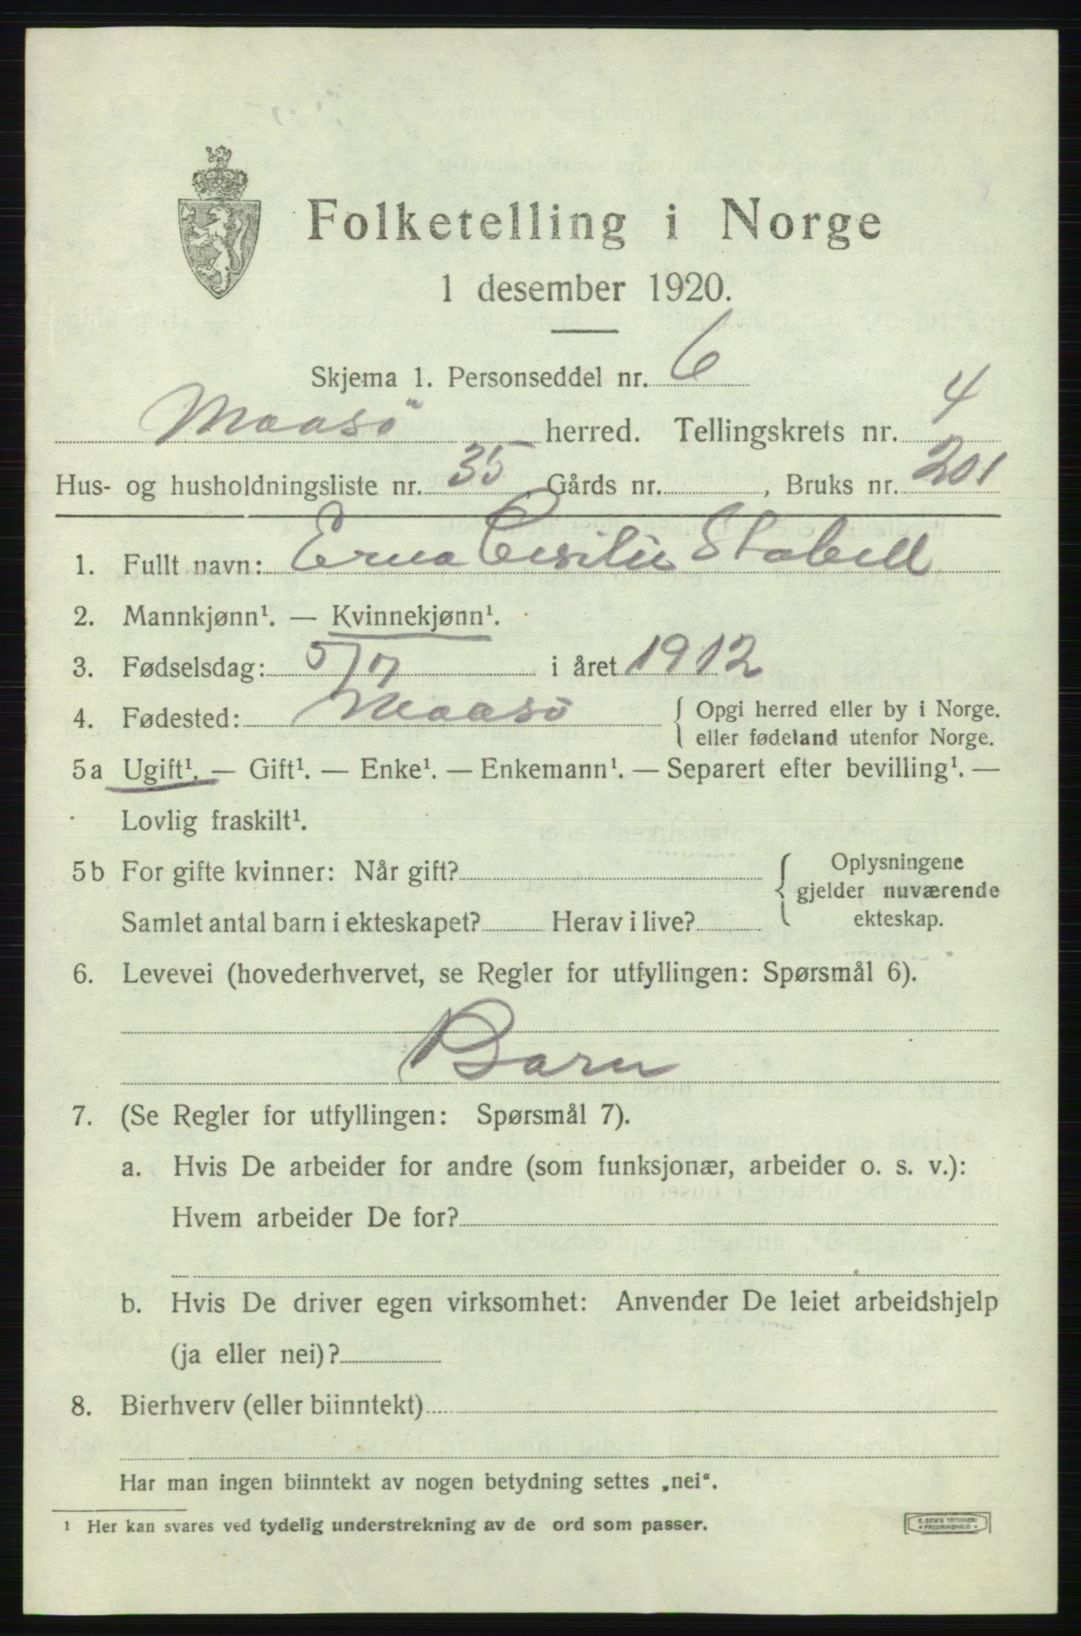 Folketelling i Norge
1 desember 1920.
Skjema 1. Personseddel nr. 6
Maasø herred. Tellingskrets nr. 4
Hus- og husholdningsliste nr. 35, Gårds nr. , Bruks nr. 201
1. Fullt navn: Erna Cesilie Stabell
2. Mannkjønn¹. — Kvinnekjønn¹.
3. Fødselsdag: 5/7 i året 1912
4. Fødested: Maasø { Opgi herred eller by i Norge.
eller fødeland utenfor Norge.
5a Ugift¹. — Gift¹. — Enke¹. — Enkemann¹. — Separert efter bevilling¹. —
Lovlig fraskilt¹.
5b For gifte kvinner: Når gift? { Oplysningene
gjelder nuværende
Samlet antal barn i ekteskapet? Herav i live? ekteskap.
6. Levevei (hovederhvervet, se Regler for utfyllingen: Spørsmål 6).
Barn
7. (Se Regler for utfyllingen: Spørsmål 7).
a. Hvis De arbeider for andre (som funksjonær, arbeider o. s. v.):
Hvem arbeider De for?
b. Hvis De driver egen virksomhet: Anvender De leiet arbeidshjelp
(ja eller nei)?
8. Bierhverv (eller biinntekt)
Har man ingen biinntekt av nogen betydning settes „nei“.
¹ Her kan svares ved tydelig understrekning av de ord som passer.
E. SEM'S TRYKKERI
FREDRIKSHALD